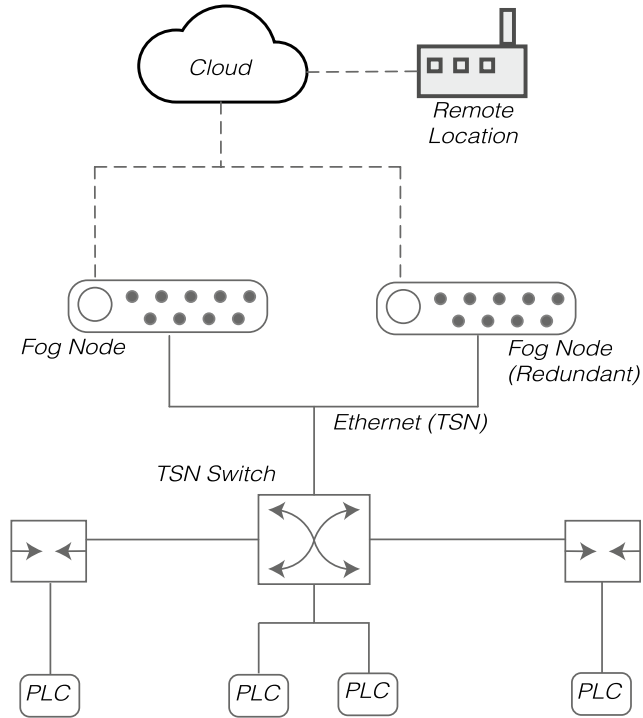 Cloud
Remote
Location
Fog Node
Fog Node
(Redundant)
Ethernet (TSN)
TSN Switch
PLC
PLC
PLC
PLC